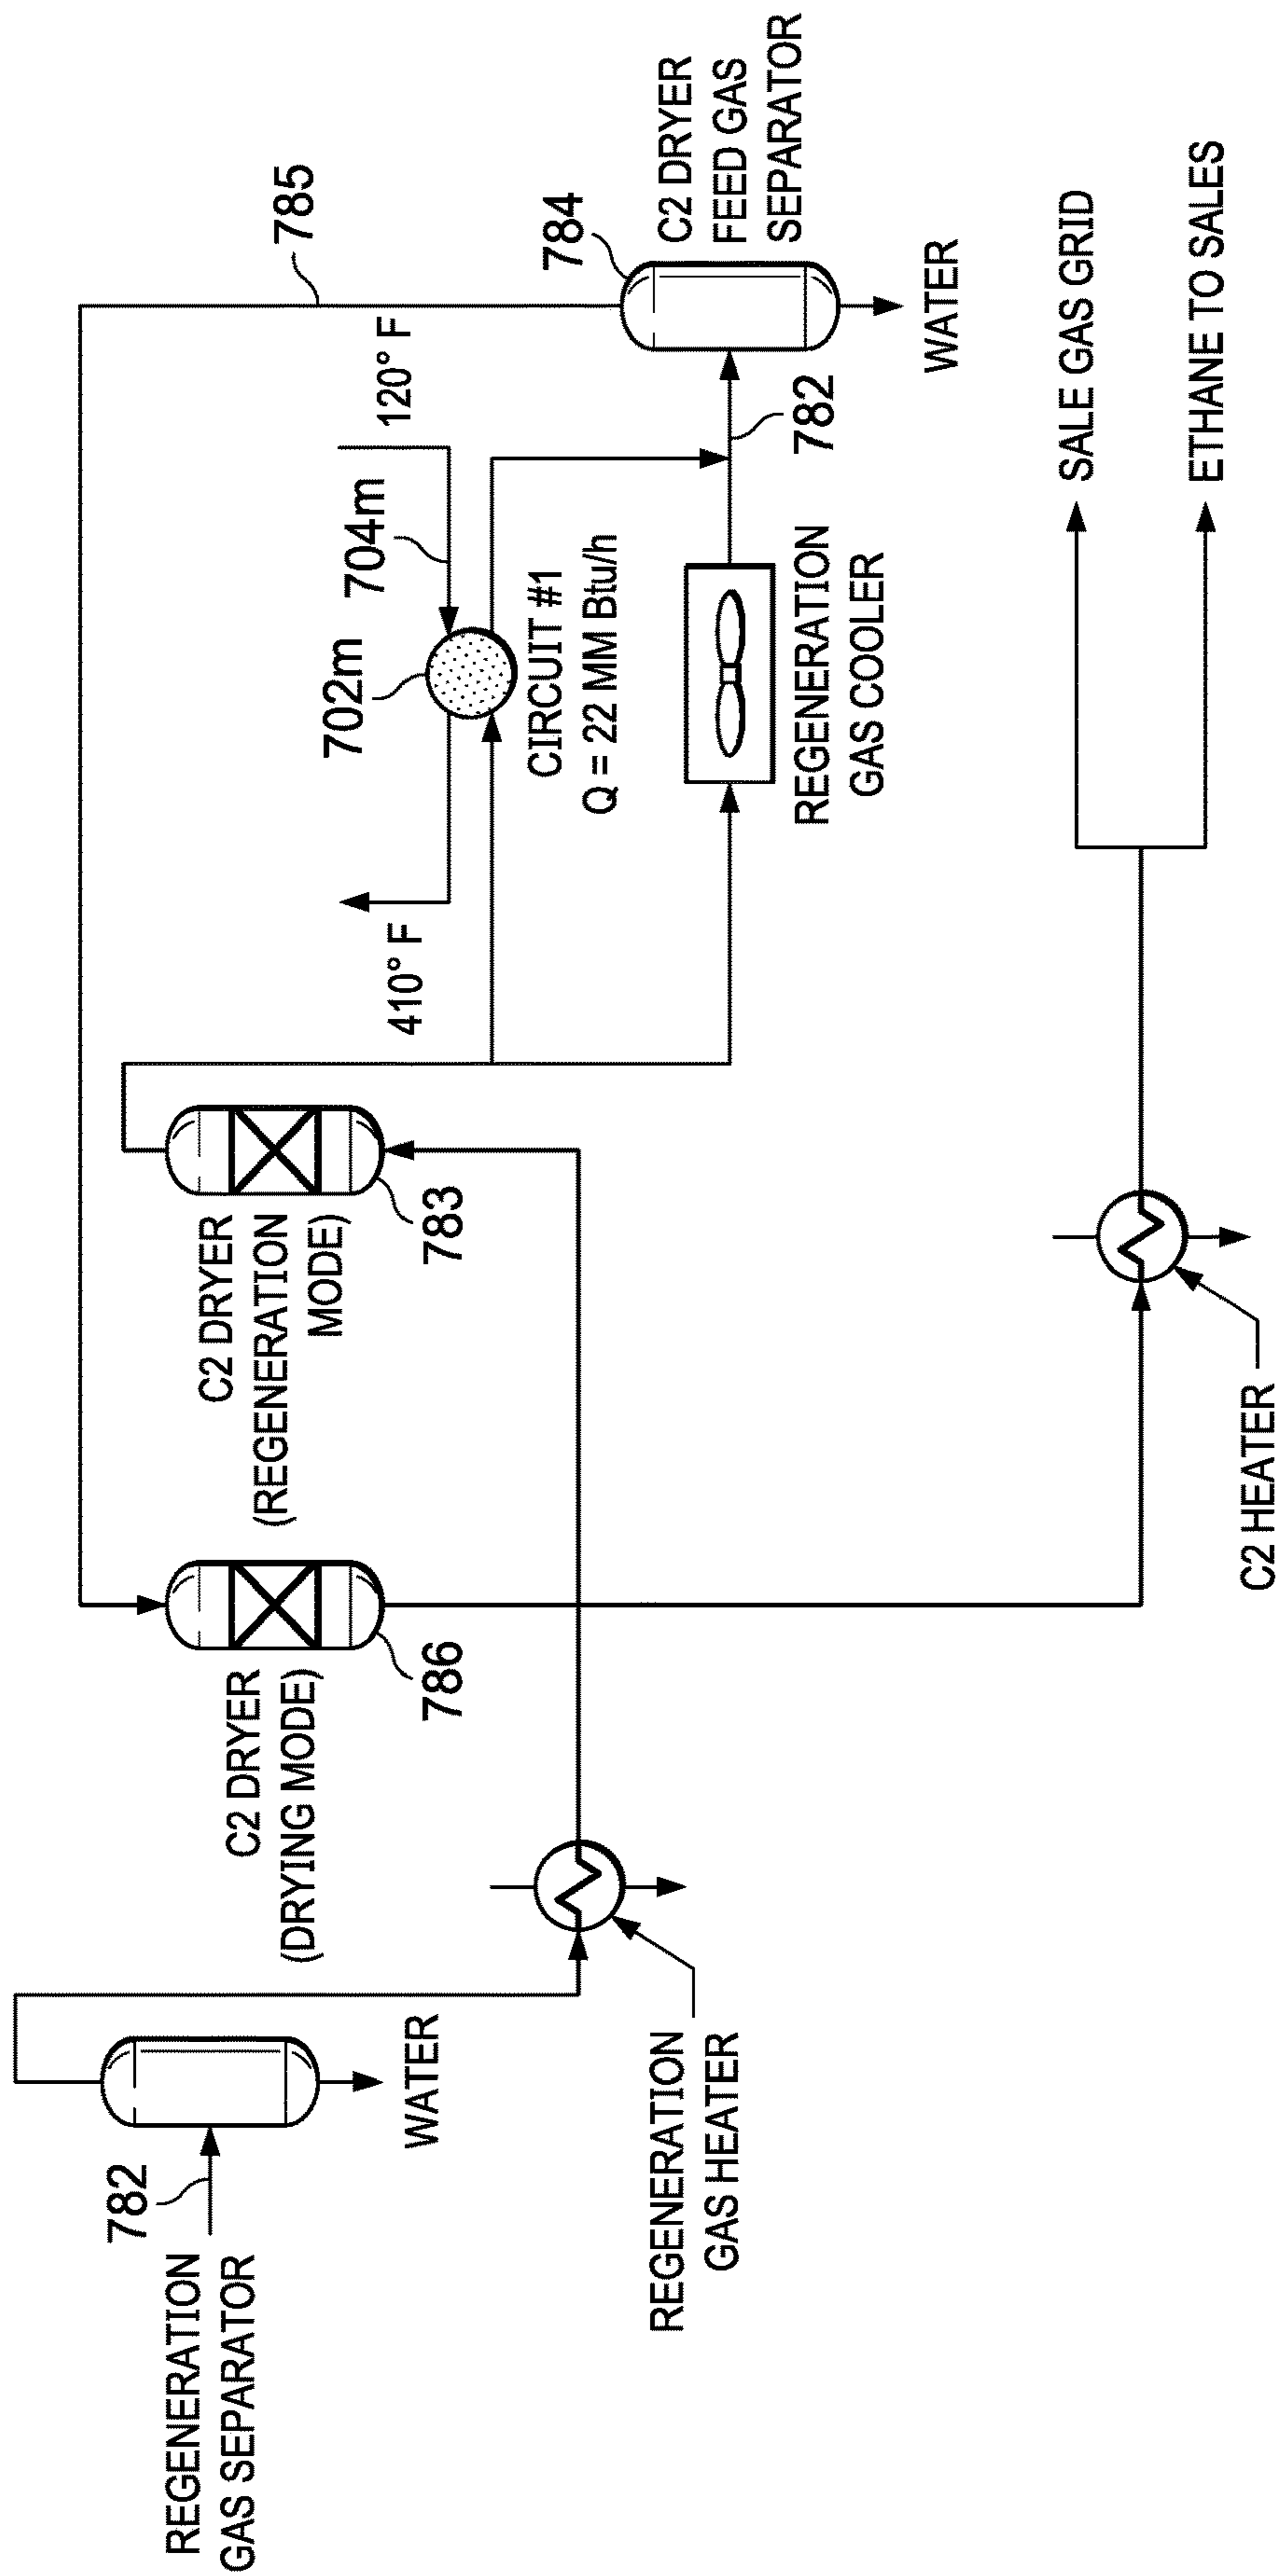 REGENERATION
GAS SEPARATOR
782
WATER
REGENERATION
GAS HEATER
C2 DRYER
(DRYING MODE)
786
C2 DRYER
(REGENERATION
MODE)
783
410° F
702m
704m
120° F
CIRCUIT #1
Q = 22 MM Btu/h
REGENERATION
GAS COOLER
785
784
C2 DRYER
FEED GAS
SEPARATOR
782
WATER
C2 HEATER
SALE GAS GRID
ETHANE TO SALES